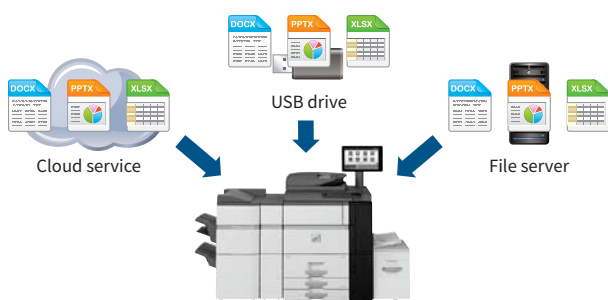 DOCX PPTX XLSX
USB drive
DOCX PPTX XLSX
Cloud service
DOCX PPTX XLSX
File server